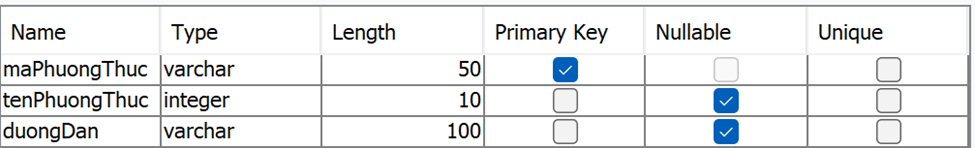 Name Type Length Primary Key Nullable Unique
maPhuongThuc varchar 50
tenPhuongThuc integer 10
duongDan varchar 100